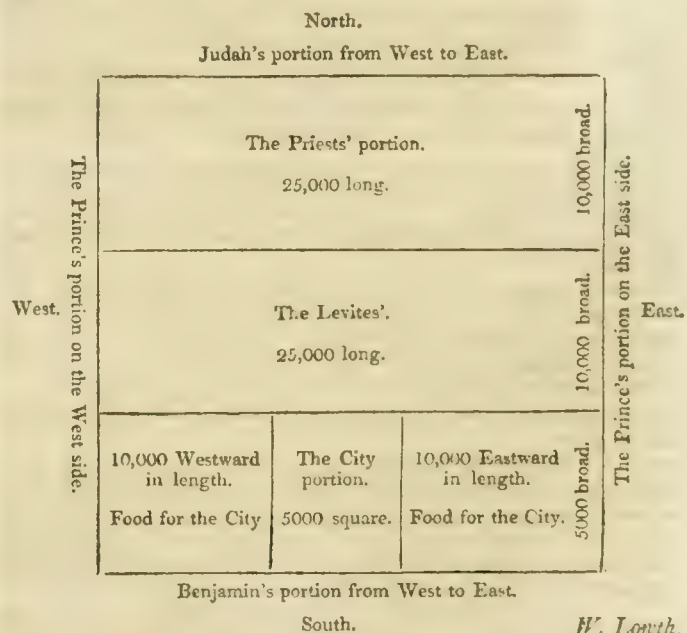 North.
Judah's portion from West to East.
The Priests' portion.
25,000 long.
10,000 broad.
The Prince's portion on the West side.
The Prince's portion on the East side.
West.
East.
The Levites'.
25,000 long.
10,000 broad.
10,000 Westward
in length.
Food for the City
The City
portion.
5000 square.
10,000 Eastward
in length.
Food for the City.
5000 broad.
Benjamin's portion from West to East.
South.
W. Lowth.